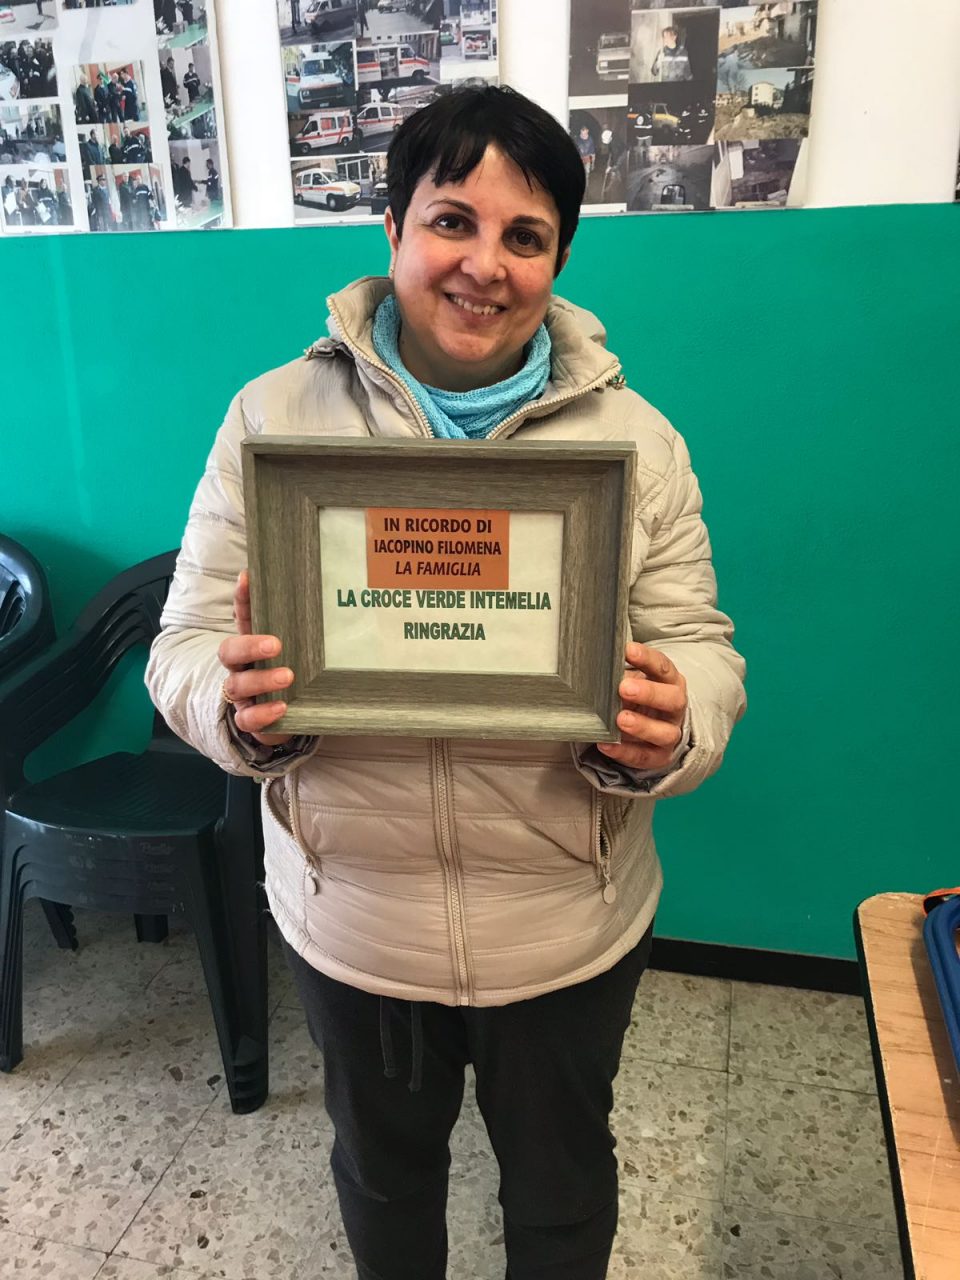 IN RICORDO DI
IACOPINO FILOMENA
LA FAMIGLIA
LA CROCE VERDE INTEMELIA
RINGRAZIA